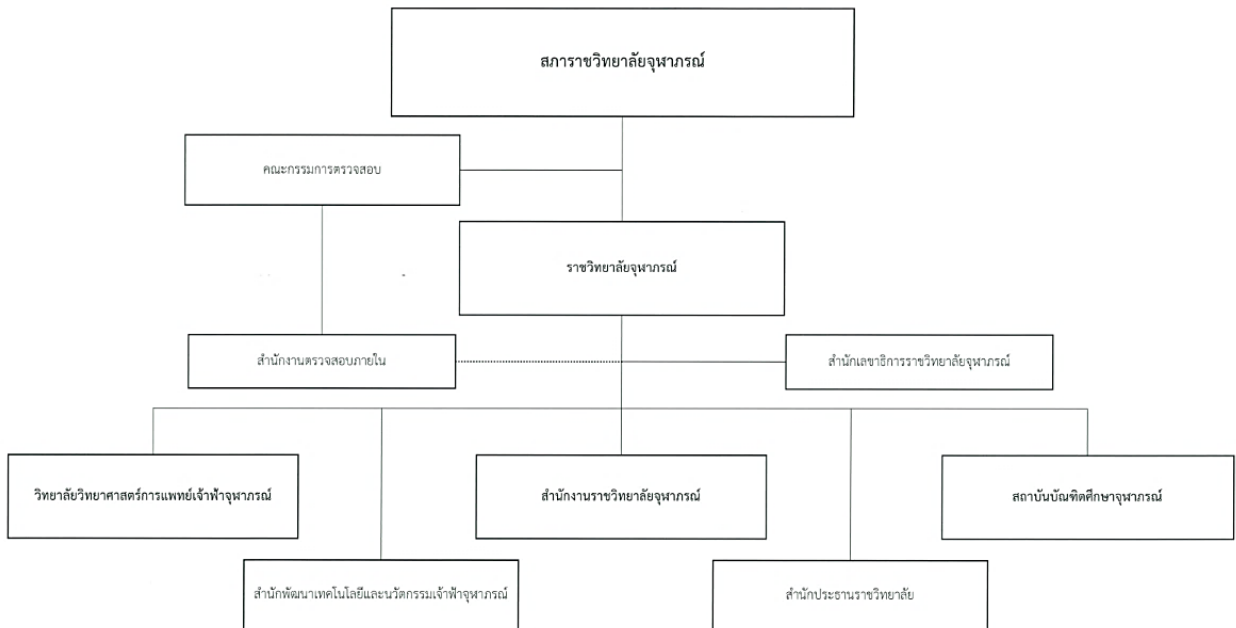 สภาราชวิทยาลัยจุฬาภรณ์
คณะกรรมการตรวจสอบ
ราชวิทยาลัยจุฬาภรณ์
สำนักงานตรวจสอบภายใน
สำนักเลขาธิการราชวิทยาลัยจุฬาภรณ์
วิทยาลัยวิทยาศาสตร์การแพทย์เจ้าฟ้าจุฬาภรณ์
สำนักงานราชวิทยาลัยจุฬาภรณ์
สถาบันบัณฑิตศึกษาจุฬาภรณ์
สำนักพัฒนาเทคโนโลยีและนวัตกรรมเจ้าฟ้าจุฬาภรณ์
สำนักประธานราชวิทยาลัย